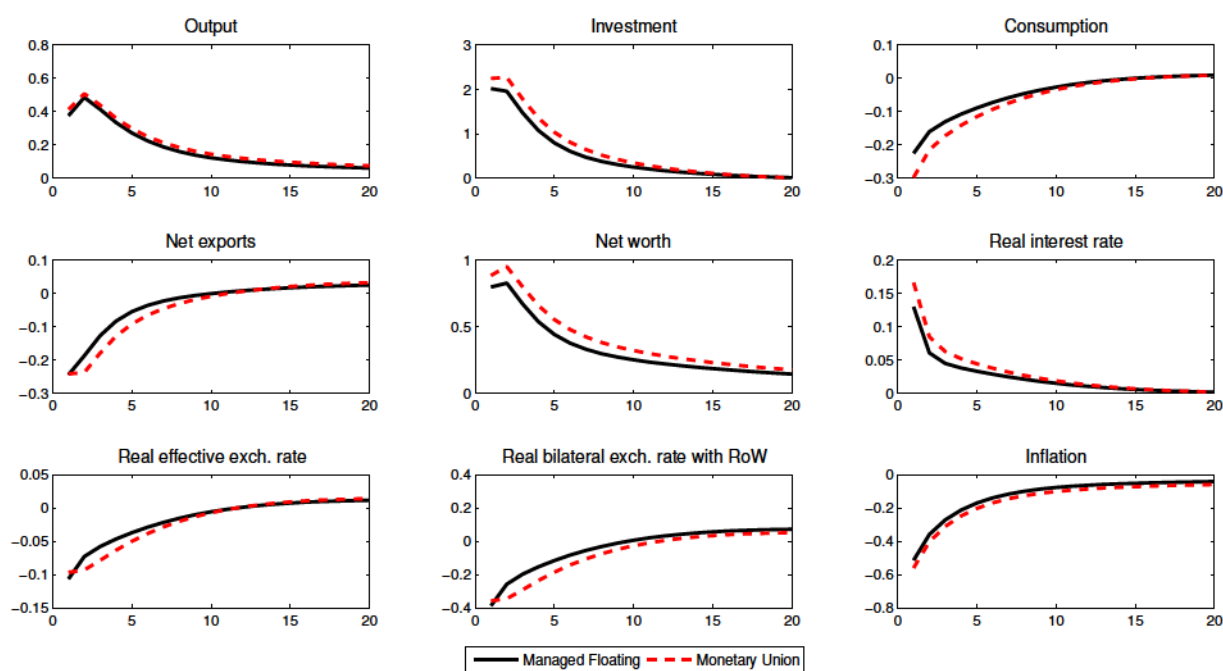 Output
Investment
Consumption
0.8
0.6
0.4
0.2
0
0 5 10 15 20
3
2
1
0
0 5 10 15 20
0.1
0
−0.1
−0.2
−0.3
0 5 10 15 20
Net exports
Net worth
Real interest rate
0.1
0
−0.1
−0.2
−0.3
0 5 10 15 20
1
0.5
0
0 5 10 15 20
0.2
0.15
0.1
0.05
0
0 5 10 15 20
Real effective exch. rate
Real bilateral exch. rate with RoW
Inflation
0.05
0
−0.05
−0.1
−0.15
0 5 10 15 20
0.4
0.2
0
−0.2
−0.4
0 5 10 15 20
0
−0.2
−0.4
−0.6
−0.8
0 5 10 15 20
Managed Floating Monetary Union